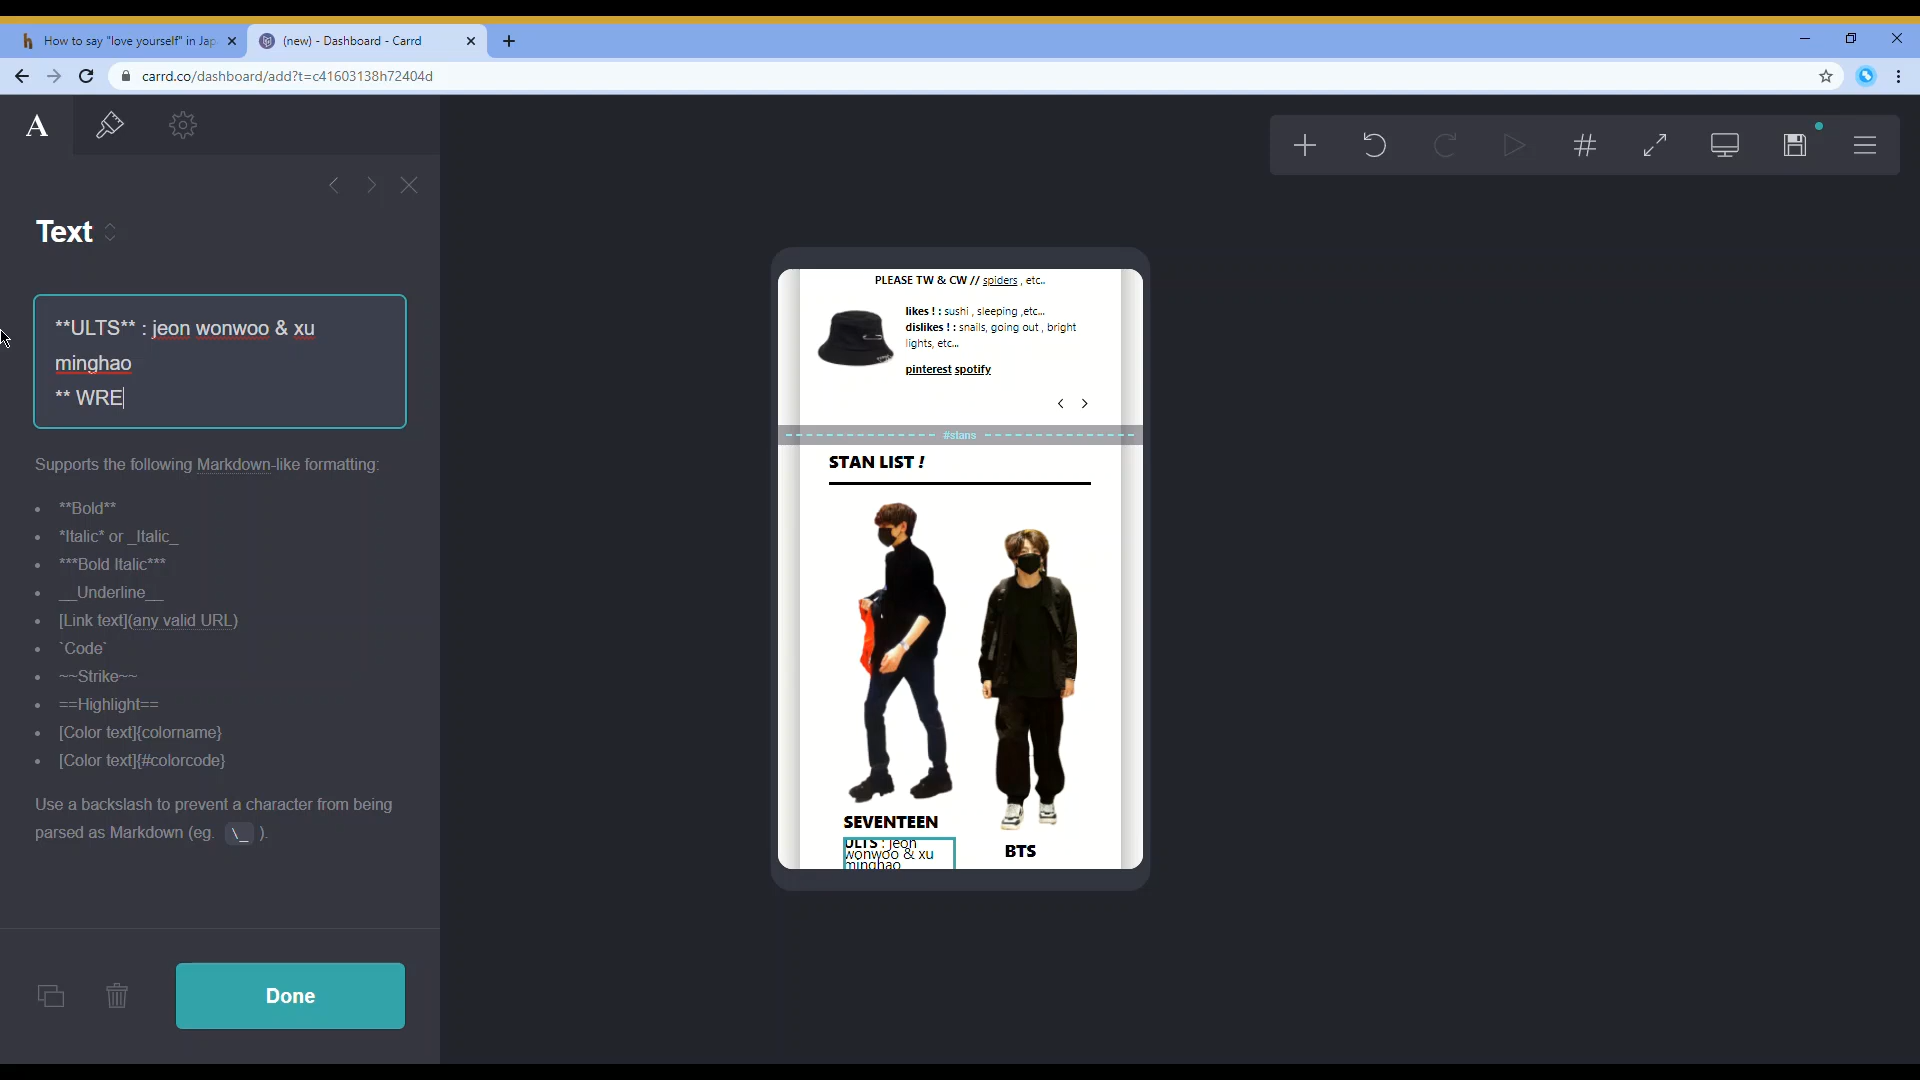 How to say "love yourself" in Jap
(new) - Dashboard - Carrd
carrd.co/dashboard/add?t=c41603138h72404d
A
Text
**ULTS** : jeon wonwoo & xu
minghao
** WRE
Supports the following Markdown-like formatting:
• **Bold**
• *Italic* or _Italic_
• ***Bold Italic***
• __Underline__
• [Link text](any valid URL)
• `Code`
• ~~Strike~~
• ==Highlight==
• [Color text]{colorname}
• [Color text]{#colorcode}
Use a backslash to prevent a character from being
parsed as Markdown (eg. \_ ).
Done
PLEASE TW & CW // spiders , etc..
likes ! : sushi , sleeping ,etc...
dislikes ! : snails, going out , bright
lights, etc...
pinterest spotify
#stans
STAN LIST !
SEVENTEEN
ULTS : jeon
wonwoo & xu
minghao
BTS